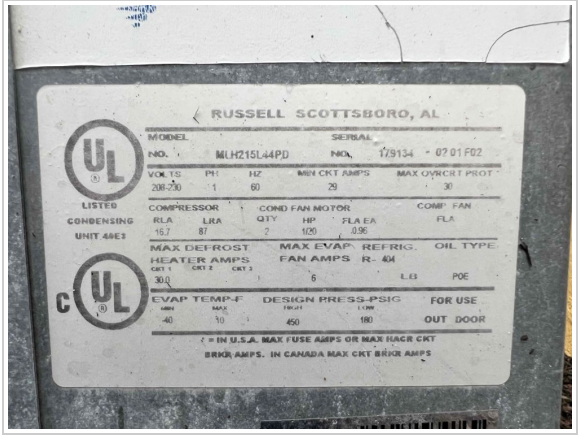 RUSSELL SCOTTSBORO, AL
MODEL SERIAL
NO. MLH215L44PD NO. 179134 - 0201F02
VOLTS PH HZ MIN CKT AMPS MAX OVRCRT PROT
208-230 1 60 29 30
COMPRESSOR COND FAN MOTOR COMP FAN
RLA LRA QTY HP FLA EA FLA
16.7 87 2 1/20 .0.96
MAX DEFROST MAX EVAP REFRIG. OIL TYPE
HEATER AMPS FAN AMPS R- 404
CKT 1 CKT 2 CKT 3
30.0 6 LB POE
EVAP TEMP-F DESIGN PRESS-PSIG FOR USE
MIN MAX HIGH LOW
-40 10 450 180 OUT DOOR
/ = IN U.S.A. MAX FUSE AMPS OR MAX HACR CKT
BRKR AMPS. IN CANADA MAX CKT BRKR AMPS
UL
®
LISTED
CONDENSING
UNIT 46E3
C UL
®